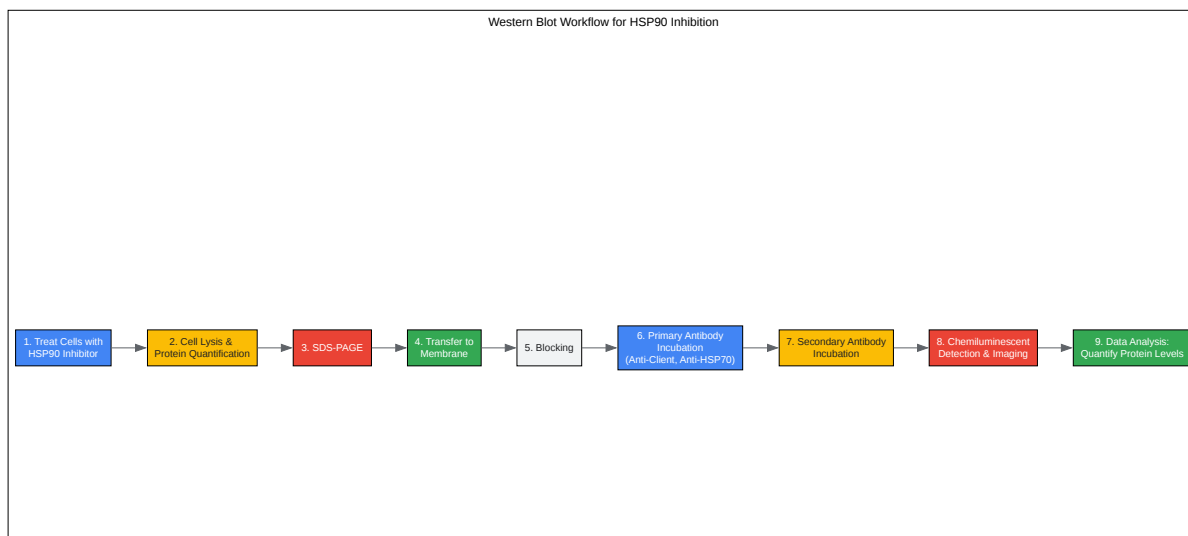 Western Blot Workflow for HSP90 Inhibition
1. Treat Cells with
HSP90 Inhibitor
2. Cell Lysis &
Protein Quantification
3. SDS-PAGE
4. Transfer to
Membrane
5. Blocking
6. Primary Antibody
Incubation
(Anti-Client, Anti-HSP70)
7. Secondary Antibody
Incubation
8. Chemiluminescent
Detection & Imaging
9. Data Analysis:
Quantify Protein Levels